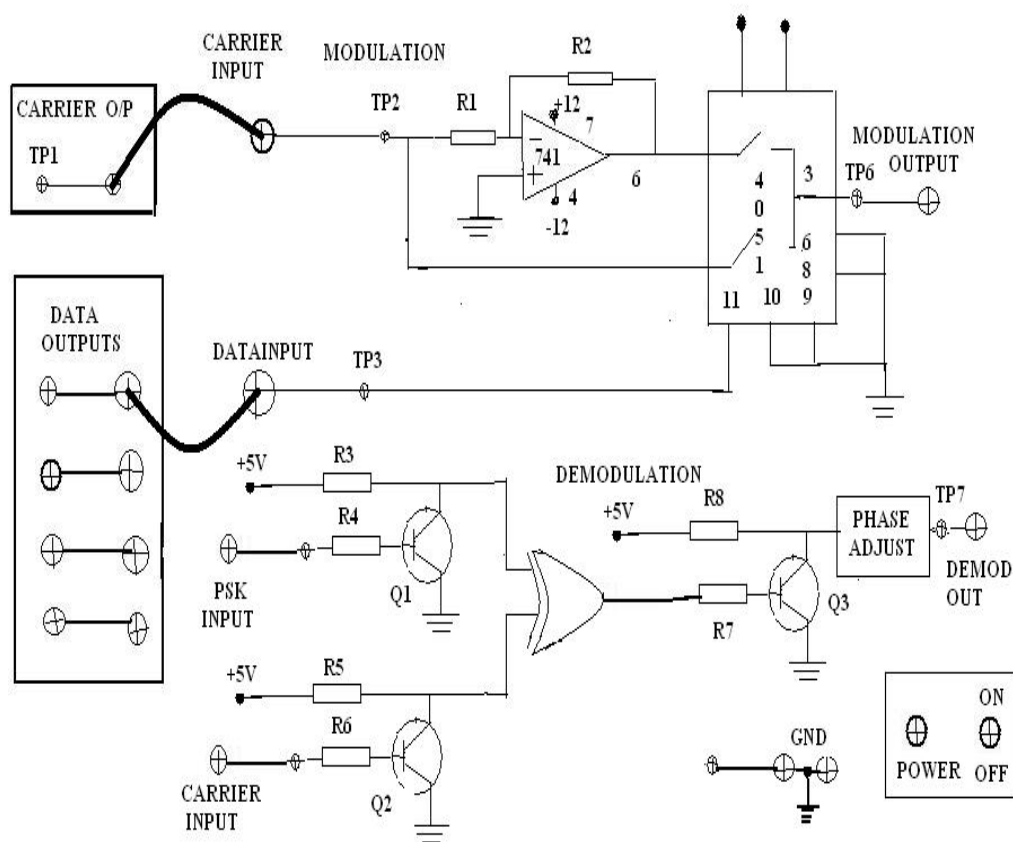 CARRIER
INPUT
MODULATION
R2
CARRIER O/P
TP1
TP2
R1
+12
7
-
741
+
6
4
-12
4
0
5
1
3
6
8
9
10
11
MODULATION
OUTPUT
TP6
DATA
OUTPUTS
DATAINPUT
TP3
+5V
R3
R4
PSK
INPUT
Q1
DEMODULATION
+5V
R8
R7
Q3
PHASE
ADJUST
TP7
DEMOD
OUT
+5V
R5
R6
CARRIER
INPUT
Q2
GND
ON
POWER
OFF